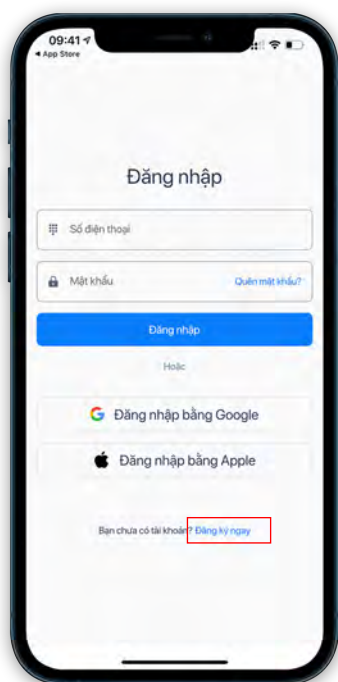 09:41
App Store
Đăng nhập
Số điện thoại
Mật khẩu
Quên mật khẩu?
Đăng nhập
Hoặc
Đăng nhập bằng Google
Đăng nhập bằng Apple
Bạn chưa có tài khoản? Đăng ký ngay